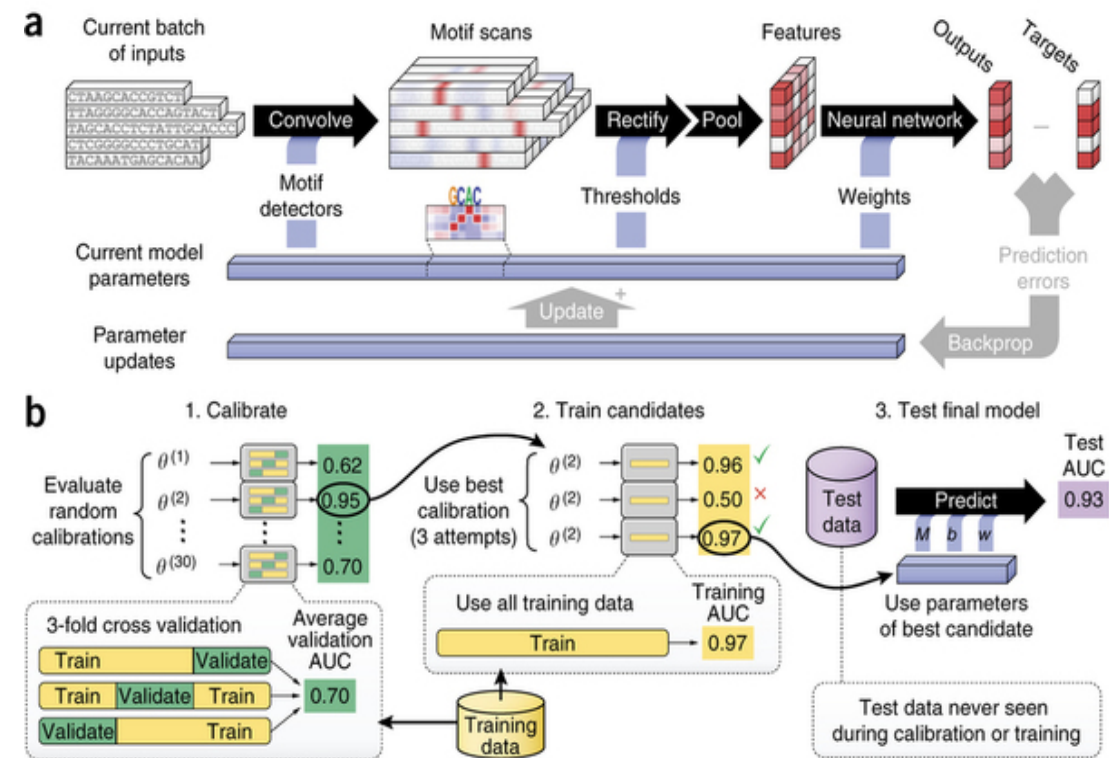 a
Current batch
of inputs
Motif scans
Features
Outputs
Targets
CTAAGCACCGTCT
TTAGGGGCACCAGTACT
TAGCACCTCTATTGCACCC
CTCGGGGCCCTGCAT
TACAAATGAGCACAA
Convolve
Rectify
Pool
Neural network
–
Motif
detectors
GCAC
Thresholds
Weights
Current model
parameters
Prediction
errors
Update
+
Parameter
updates
Backprop
b
1. Calibrate
2. Train candidates
3. Test final model
Evaluate
random
calibrations
θ(1)
0.62
θ(2)
0.95
⋮ ⋮ ⋮
θ(30)
0.70
Use best
calibration
(3 attempts)
θ(2)
0.96 ✓
θ(2)
0.50 ×
θ(2)
0.97 ✓
Test
data
Predict
Test
AUC
0.93
M b w
Use parameters
of best candidate
3-fold cross validation
Average
validation
AUC
Train Validate
Train Validate Train
0.70
Validate Train
Use all training data
Training
AUC
Train
0.97
Training
data
Test data never seen
during calibration or training